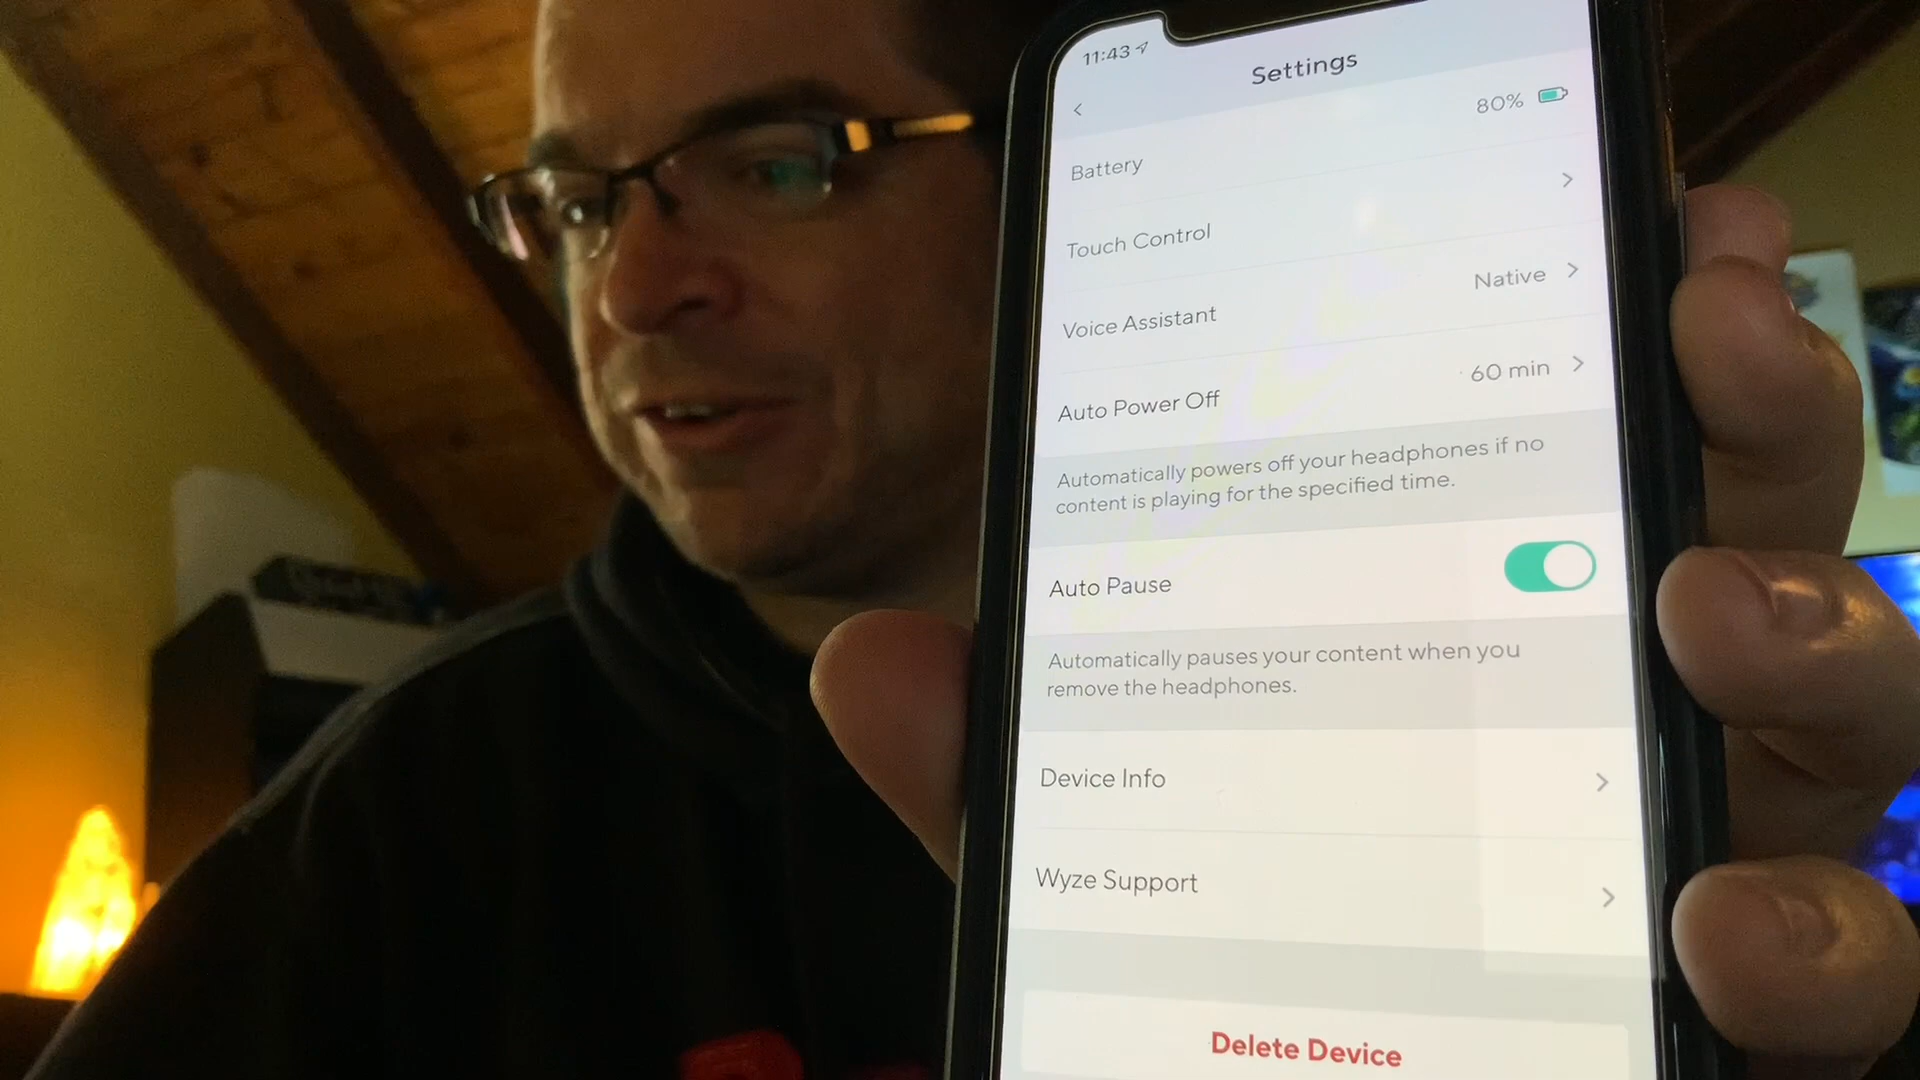 11:43
Settings
Battery
80%
Touch Control
Voice Assistant
Native
Auto Power Off
60 min
Automatically powers off your headphones if no
content is playing for the specified time.
Auto Pause
Automatically pauses your content when you
remove the headphones.
Device Info
Wyze Support
Delete Device